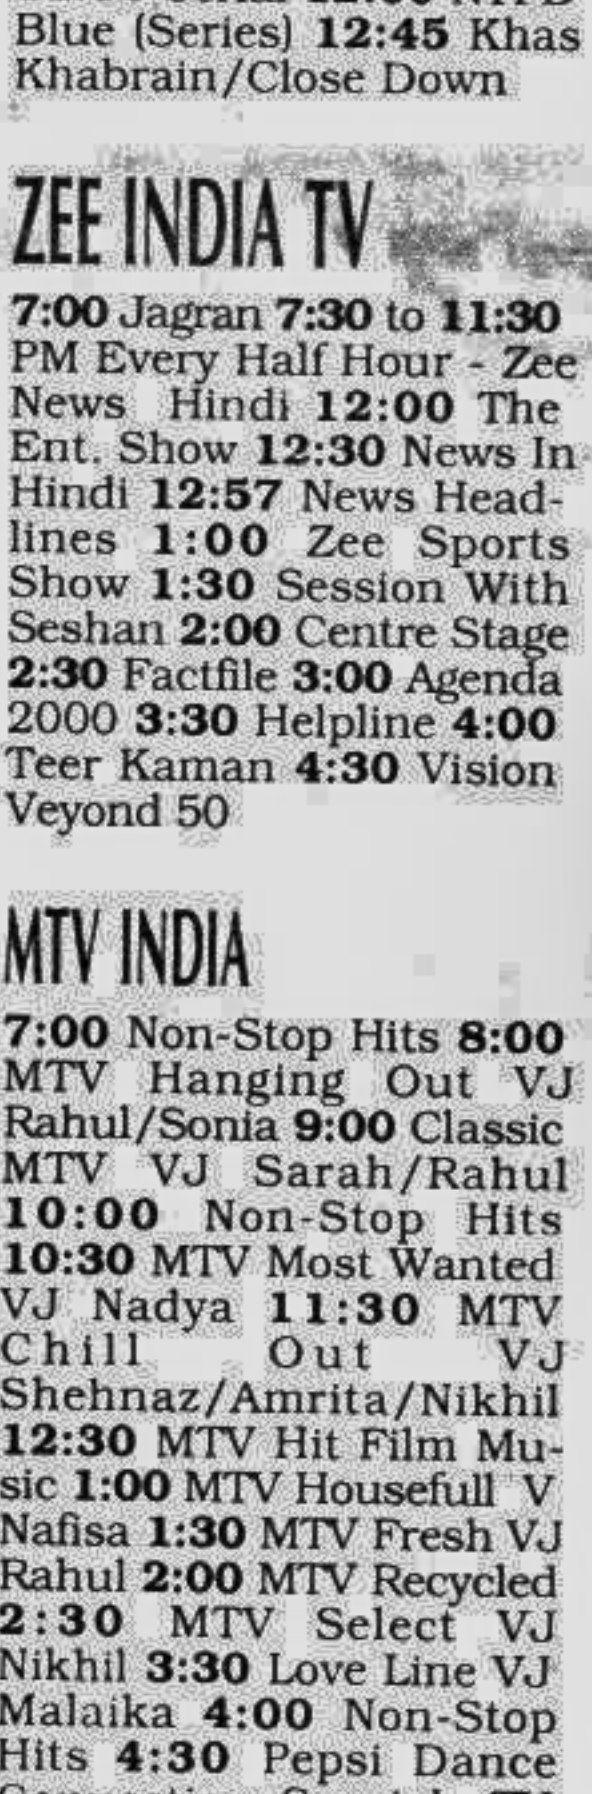 Blue (Series) 12:45 Khas
Khabrain/Close Down
ZEE INDIA TV
7:00 Jagran 7:30 to 11:30
PM Every Half Hour - Zee
News Hindi 12:00 The
Ent. Show 12:30 News In
Hindi 12:57 News Head-
lines 1:00 Zee Sports
Show 1:30 Session With
Seshan 2:00 Centre Stage
2:30 Factfile 3:00 Agenda
2000 3:30 Helpline 4:00
Teer Kaman 4:30 Vision
Veyond 50
MTV INDIA
7:00 Non-Stop Hits 8:00
MTV Hanging Out VJ
Rahul/Sonia 9:00 Classic
MTV VJ Sarah/Rahul
10:00 Non-Stop Hits
10:30 MTV Most Wanted
VJ Nadya 11:30 MTV
Chill Out VJ
Shehnaz/Amrita/Nikhil
12:30 MTV Hit Film Mu-
sic 1:00 MTV Housefull V
Nafisa 1:30 MTV Fresh VJ
Rahul 2:00 MTV Recycled
2:30 MTV Select VJ
Nikhil 3:30 Love Line VJ
Malaika 4:00 Non-Stop
Hits 4:30 Pepsi Dance